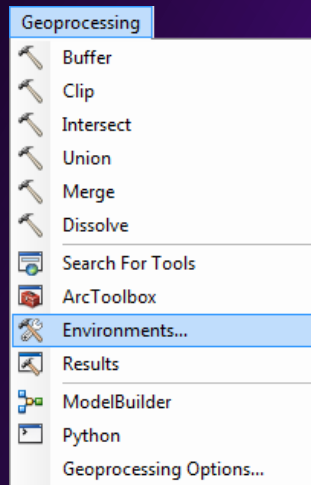 Geoprocessing
Buffer
Clip
Intersect
Union
Merge
Dissolve
Search For Tools
ArcToolbox
Environments...
Results
ModelBuilder
Python
Geoprocessing Options...